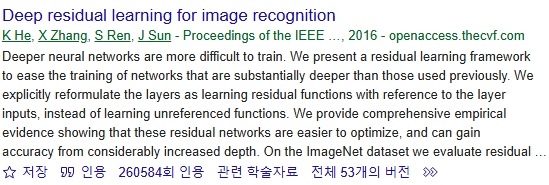 Deep residual learning for image recognition
K He, X Zhang, S Ren, J Sun - Proceedings of the IEEE ..., 2016 - openaccess.thecvf.com
Deeper neural networks are more difficult to train. We present a residual learning framework
to ease the training of networks that are substantially deeper than those used previously. We
explicitly reformulate the layers as learning residual functions with reference to the layer
inputs, instead of learning unreferenced functions. We provide comprehensive empirical
evidence showing that these residual networks are easier to optimize, and can gain
accuracy from considerably increased depth. On the ImageNet dataset we evaluate residual ...
저장 인용 260584회 인용 관련 학술자료 전체 53개의 버전